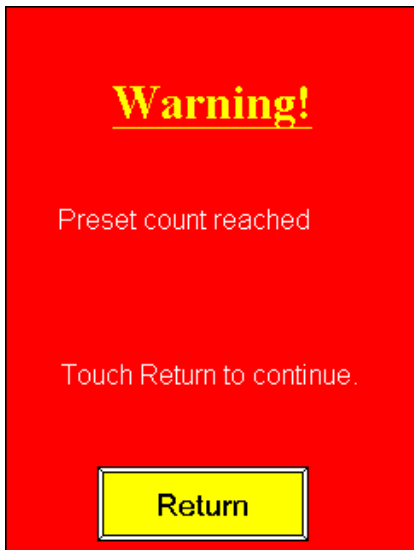 Warning!
Preset count reached
Touch Return to continue.
Return